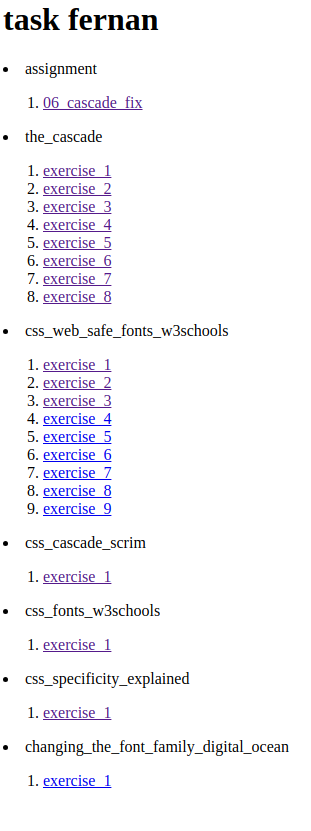 task fernan
• assignment
1. 06_cascade_fix
• the_cascade
1. exercise_1
2. exercise_2
3. exercise_3
4. exercise_4
5. exercise_5
6. exercise_6
7. exercise_7
8. exercise_8
• css_web_safe_fonts_w3schools
1. exercise_1
2. exercise_2
3. exercise_3
4. exercise_4
5. exercise_5
6. exercise_6
7. exercise_7
8. exercise_8
9. exercise_9
• css_cascade_scrim
1. exercise_1
• css_fonts_w3schools
1. exercise_1
• css_specificity_explained
1. exercise_1
• changing_the_font_family_digital_ocean
1. exercise_1